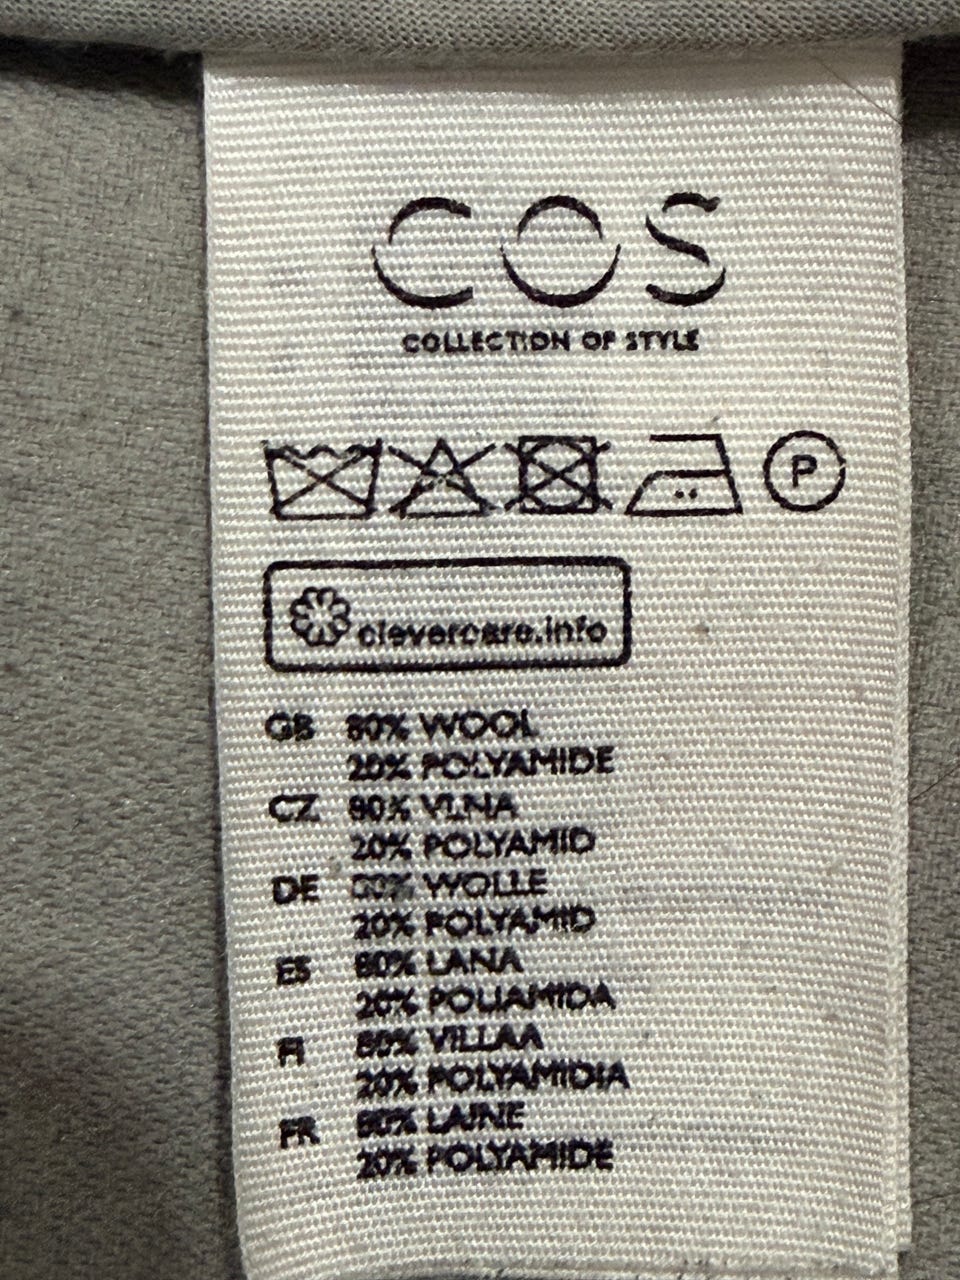 COS
COLLECTION OF STYLE
P
clevercare.info
GB 80% WOOL
20% POLYAMIDE
CZ 80% VLNA
20% POLYAMID
DE 80% WOLLE
20% POLYAMID
ES 80% LANA
20% POLIAMIDA
FI 80% VILLAA
20% POLYAMIDIA
FR 80% LAINE
20% POLYAMIDE